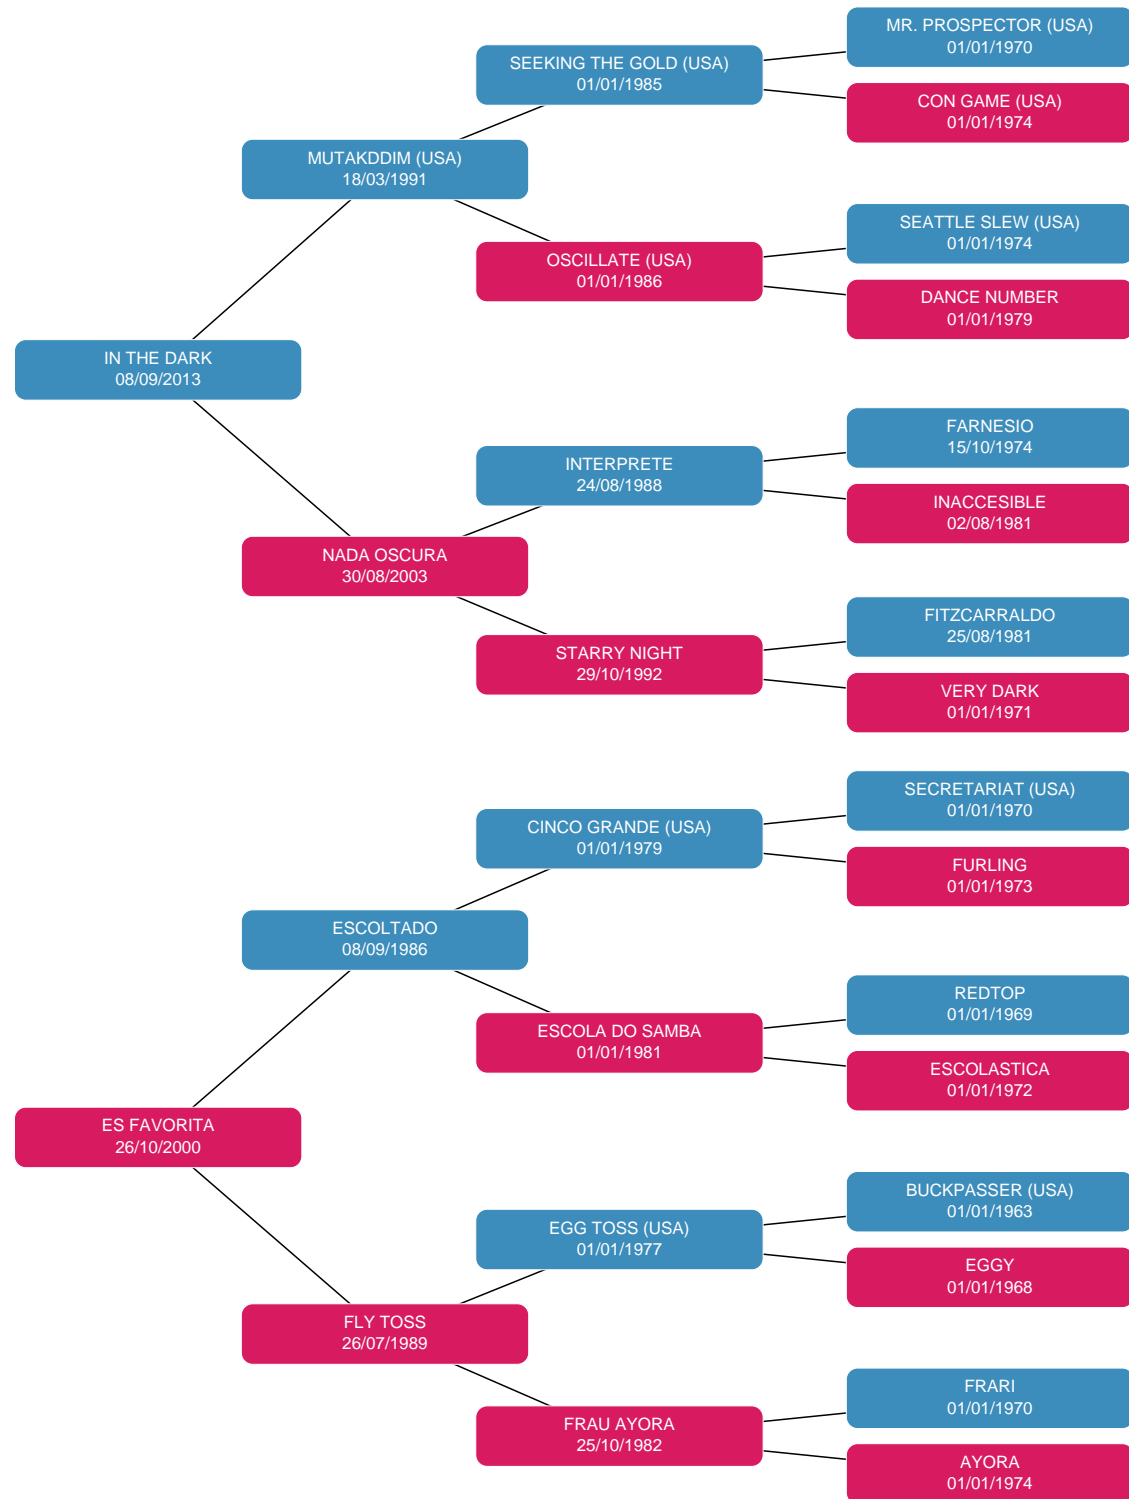 MR. PROSPECTOR (USA)
01/01/1970
SEEKING THE GOLD (USA)
01/01/1985
CON GAME (USA)
01/01/1974
MUTAKDDIM (USA)
18/03/1991
SEATTLE SLEW (USA)
01/01/1974
OSCILLATE (USA)
01/01/1986
DANCE NUMBER
01/01/1979
IN THE DARK
08/09/2013
FARNESIO
15/10/1974
INTERPRETE
24/08/1988
INACCESIBLE
02/08/1981
NADA OSCURA
30/08/2003
FITZCARRALDO
25/08/1981
STARRY NIGHT
29/10/1992
VERY DARK
01/01/1971
SECRETARIAT (USA)
01/01/1970
CINCO GRANDE (USA)
01/01/1979
FURLING
01/01/1973
ESCOLTADO
08/09/1986
REDTOP
01/01/1969
ESCOLA DO SAMBA
01/01/1981
ESCOLASTICA
01/01/1972
ES FAVORITA
26/10/2000
BUCKPASSER (USA)
01/01/1963
EGG TOSS (USA)
01/01/1977
EGGY
01/01/1968
FLY TOSS
26/07/1989
FRARI
01/01/1970
FRAU AYORA
25/10/1982
AYORA
01/01/1974